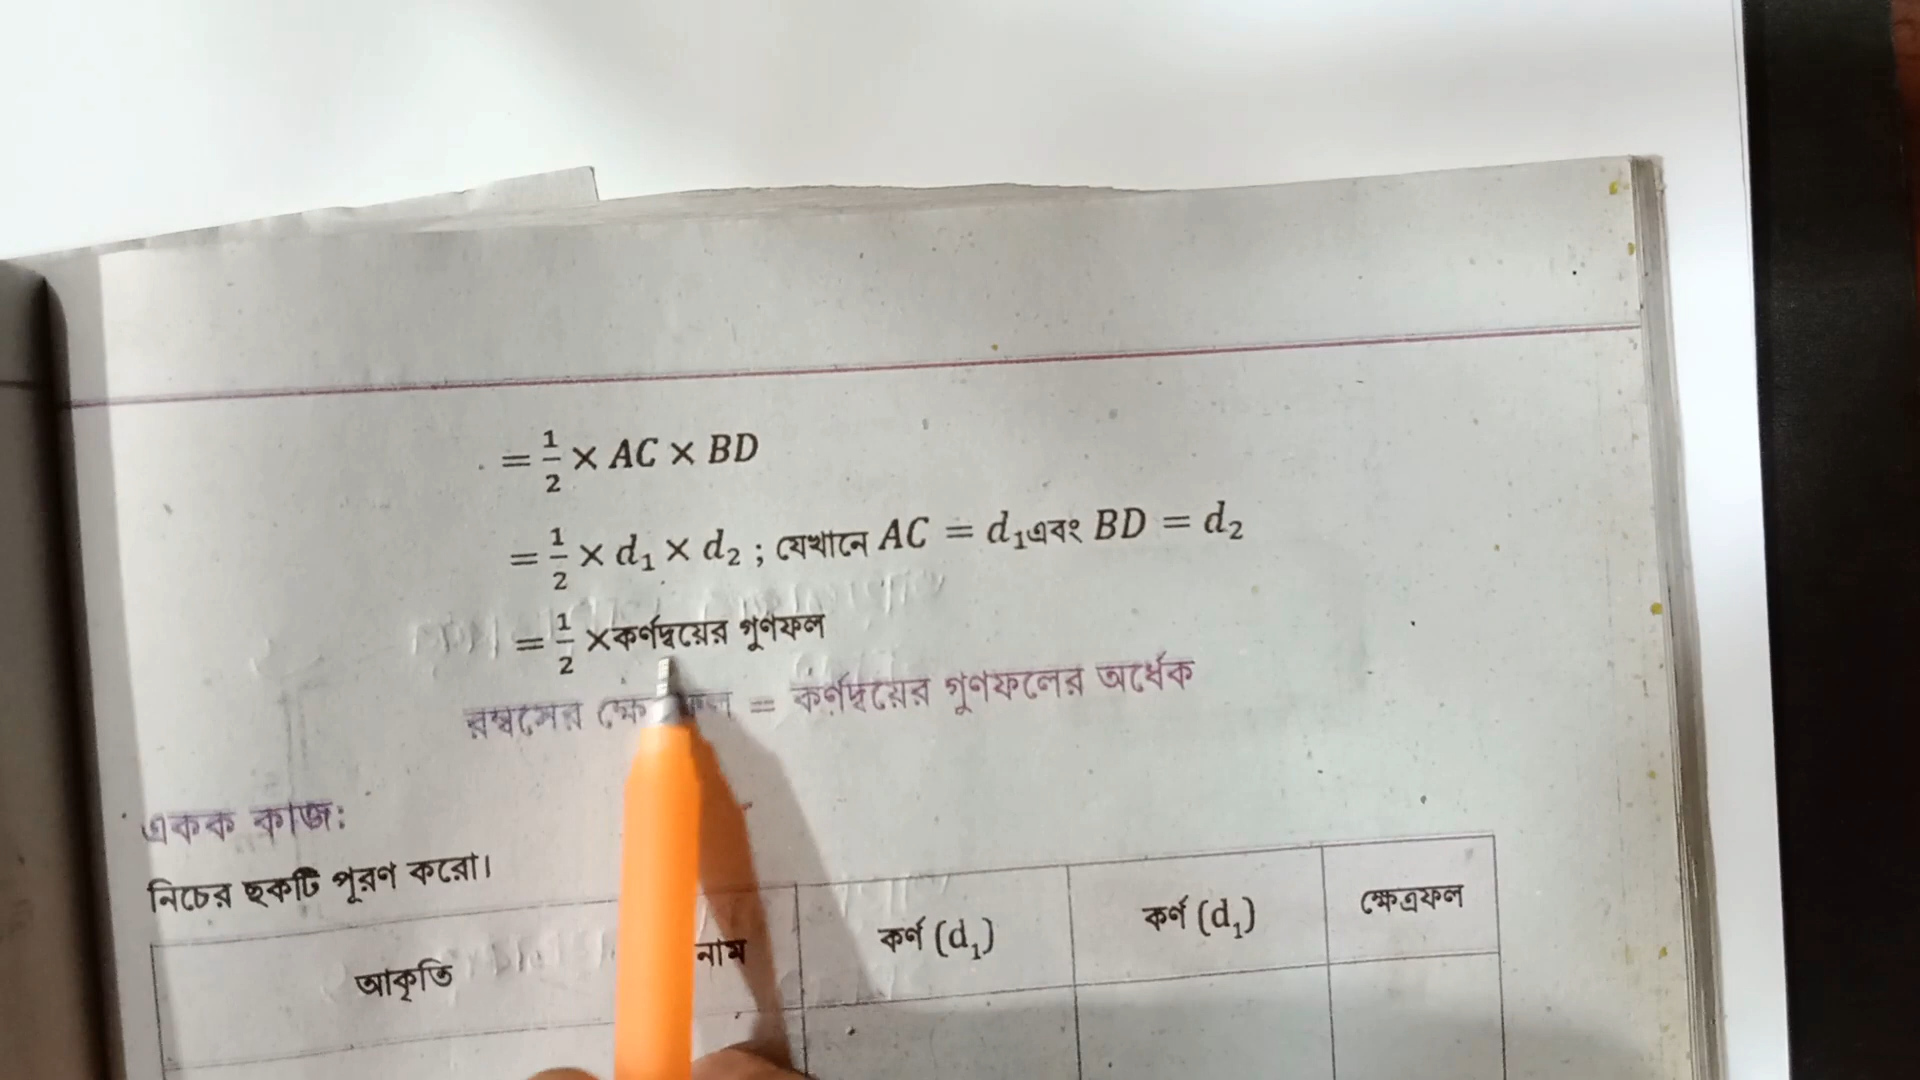 = 1/2 × AC × BD
= 1/2 × d₁ × d₂ ; যেখানে AC = d₁এবং BD = d₂
= 1/2 ×কর্ণদ্বয়ের গুণফল
রম্বসের = কর্ণদ্বয়ের গুণফলের অর্ধেক
একক কাজ:
নিচের ছকটি পূরণ করো।
আকৃতি নাম কর্ণ (d₁) কর্ণ (d₁) ক্ষেত্রফল